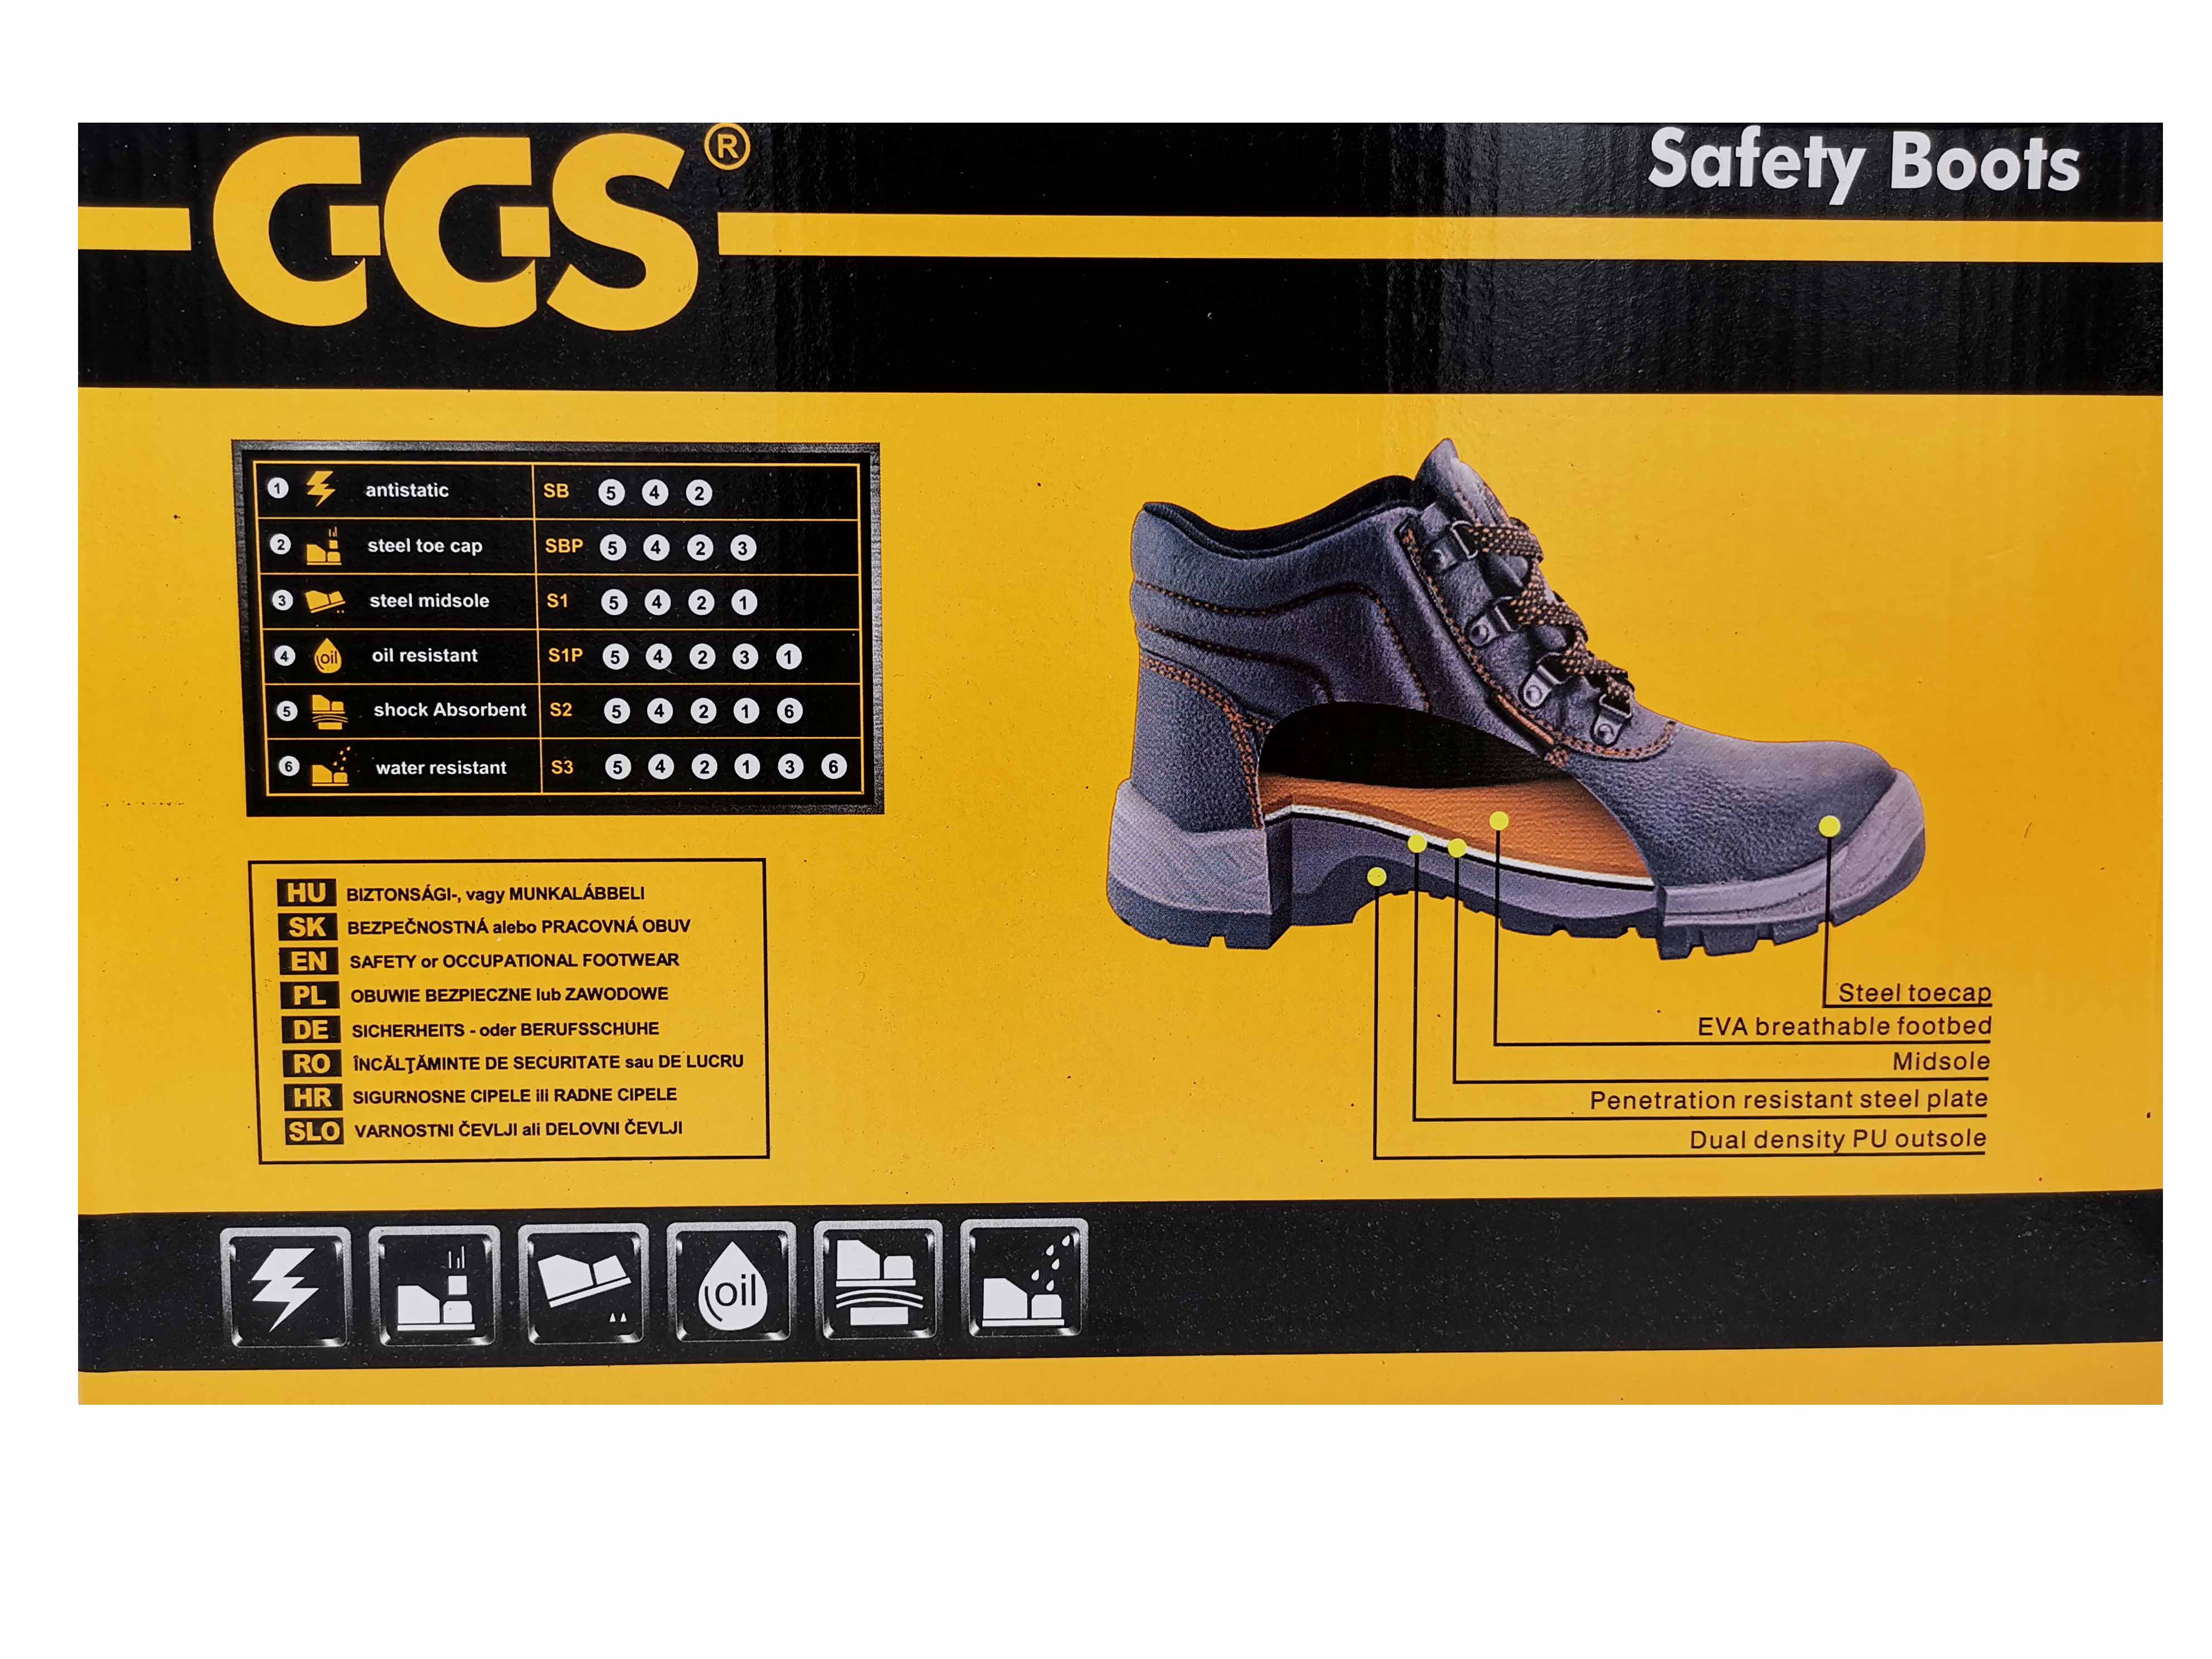 GGS®
Safety Boots
1 antistatic SB 5 4 2
2 steel toe cap SBP 5 4 2 3
3 steel midsole S1 5 4 2 1
4 oil oil resistant S1P 5 4 2 3 1
5 shock Absorbent S2 5 4 2 1 6
6 water resistant S3 5 4 2 1 3 6
HU BIZTONSÁGI-, vagy MUNKALÁBBELI
SK BEZPEČNOSTNÁ alebo PRACOVNÁ OBUV
EN SAFETY or OCCUPATIONAL FOOTWEAR
PL OBUWIE BEZPIECZNE lub ZAWODOWE
DE SICHERHEITS - oder BERUFSSCHUHE
RO ÎNCĂLŢĂMINTE DE SECURITATE sau DE LUCRU
HR SIGURNOSNE CIPELE ili RADNE CIPELE
SLO VARNOSTNI ČEVLJI ali DELOVNI ČEVLJI
Steel toecap
EVA breathable footbed
Midsole
Penetration resistant steel plate
Dual density PU outsole
oil